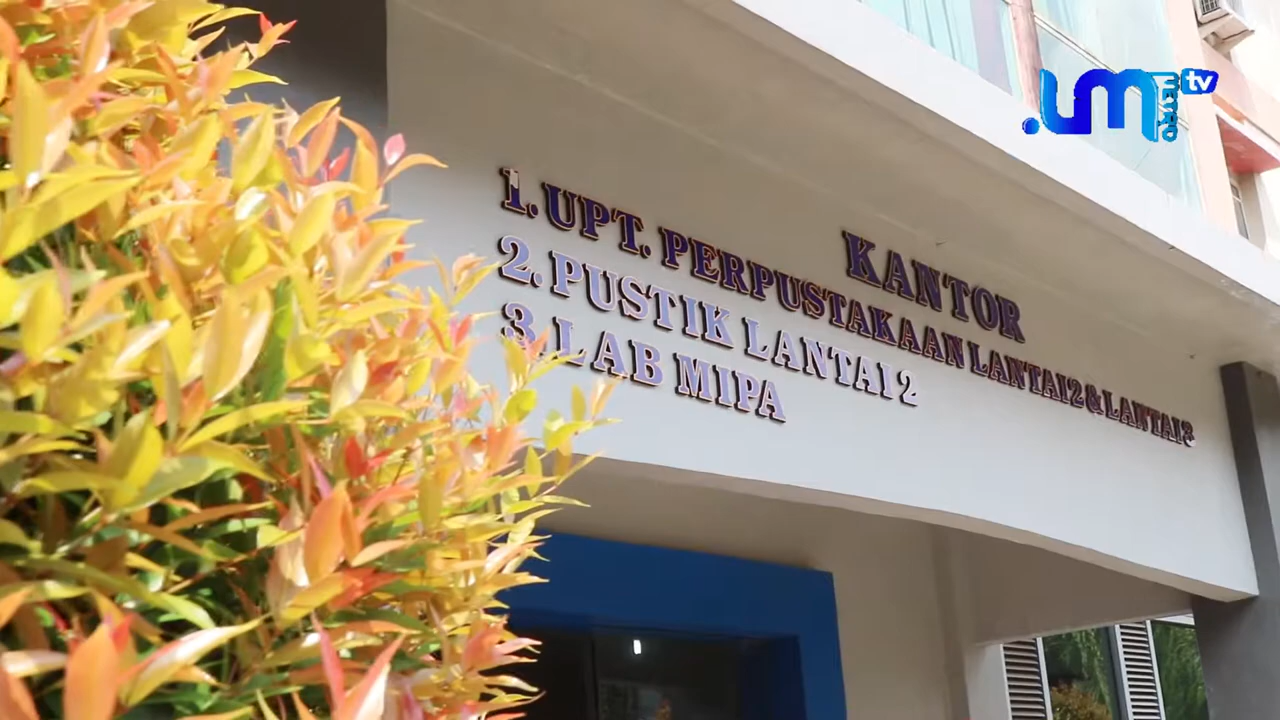 KANTOR
1. UPT. PERPUSTAKAAN LANTAI 2 & LANTAI 3
2. PUSTIK LANTAI 2
3. LAB MIPA
UM METRO tv